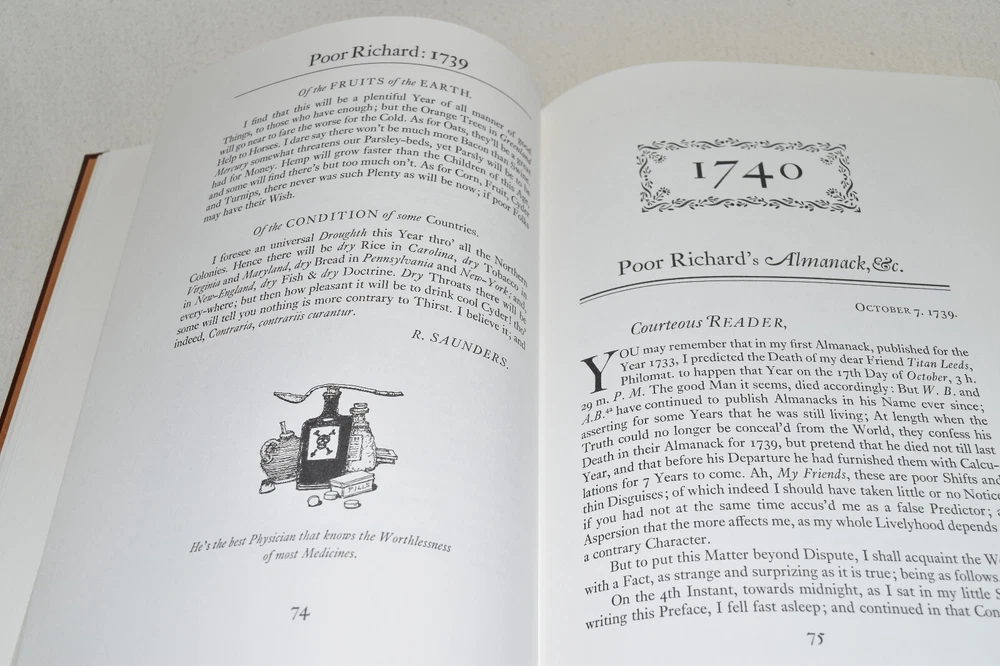 Poor Richard: 1739
Of the FRUITS of the EARTH.
I find that this will be a plentiful Year of all manner of good
Things, to those who have enough; but the Orange Trees in Greenland
will go near to fare the worse for the Cold. As for Oats, they'll be a great
Help to Horses. I dare say there won't be much more Bacon than Swine.
Mercury somewhat threatens our Parsley-beds, yet Parsly will be to be
had for Money. Hemp will grow faster than the Children of this Age,
and some will find there's but too much on't. As for Corn, Fruit, Cyder
and Turnips, there never was such Plenty as will be now; if poor Folks
may have their Wish.
Of the CONDITION of some Countries.
I foresee an universal Droughth this Year thro' all the Northern
Colonies. Hence there will be dry Rice in Carolina, dry Tobacco in
Virginia and Maryland, dry Bread in Pennsylvania and New-York; and,
in New-England, dry Fish & dry Doctrine. Dry Throats there will be
every-where; but then how pleasant it will be to drink cool Cyder! tho'
some will tell you nothing is more contrary to Thirst. I believe it; and
indeed, Contraria, contrariis curantur.
R. SAUNDERS.
PILLS
He's the best Physician that knows the Worthlessness
of most Medicines.
74
1740
Poor Richard's Almanack, &c.
OCTOBER 7. 1739.
Courteous READER,
YOU may remember that in my first Almanack, published for the
Year 1733, I predicted the Death of my dear Friend Titan Leeds,
Philomat. to happen that Year on the 17th Day of October, 3 h.
29 m. P. M. The good Man it seems, died accordingly: But W. B. and
A.B.⁴² have continued to publish Almanacks in his Name ever since;
asserting for some Years that he was still living; At length when the
Truth could no longer be conceal'd from the World, they confess his
Death in their Almanack for 1739, but pretend that he died not till last
Year, and that before his Departure he had furnished them with Calcu-
lations for 7 Years to come. Ah, My Friends, these are poor Shifts and
thin Disguises; of which indeed I should have taken little or no Notice
if you had not at the same time accus'd me as a false Predictor; a
Aspersion that the more affects me, as my whole Livelyhood depends
a contrary Character.
But to put this Matter beyond Dispute, I shall acquaint the W
with a Fact, as strange and surprizing as it is true; being as follows.
On the 4th Instant, towards midnight, as I sat in my little S
writing this Preface, I fell fast asleep; and continued in that Con
75